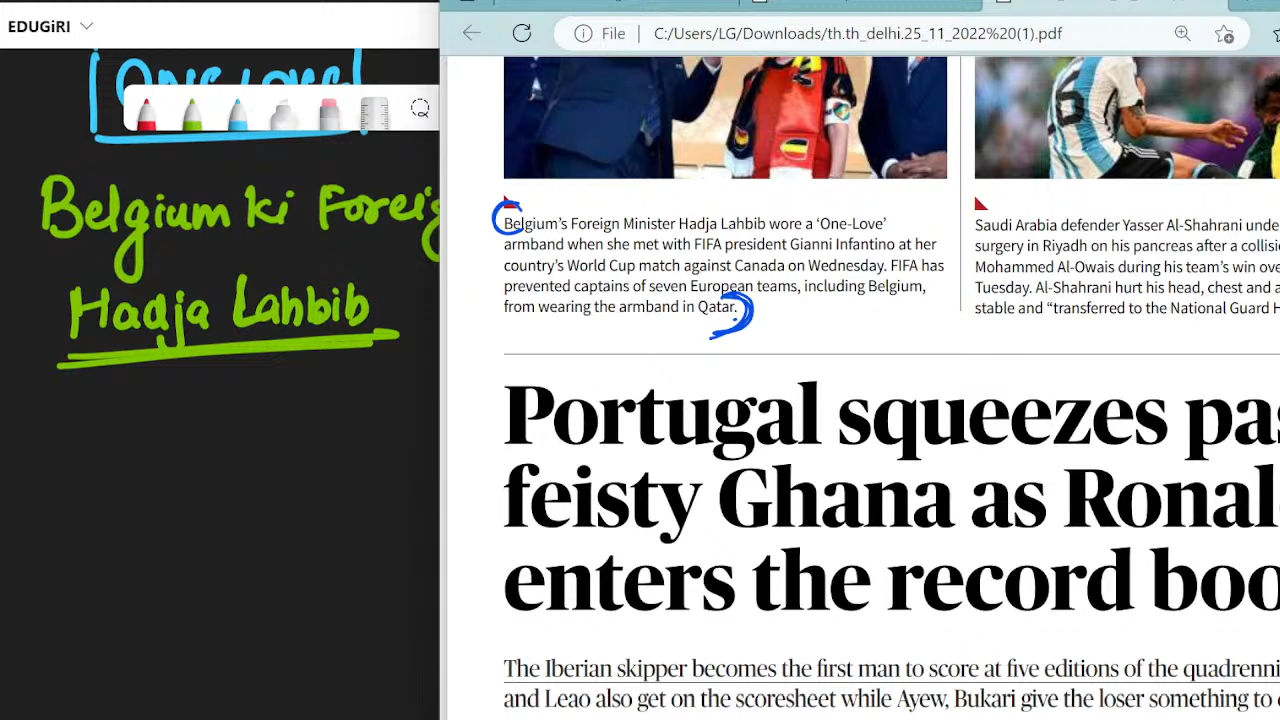 EDUGiRI
One Love
Belgium ki Foreig
Hadja Lahbib
File
C:/Users/LG/Downloads/th.th_delhi.25_11_2022%20(1).pdf
16
Belgium's Foreign Minister Hadja Lahbib wore a ‘One-Love’
armband when she met with FIFA president Gianni Infantino at her
country's World Cup match against Canada on Wednesday. FIFA has
prevented captains of seven European teams, including Belgium,
from wearing the armband in Qatar.
Saudi Arabia defender Yasser Al-Shahrani unde
surgery in Riyadh on his pancreas after a collisi
Mohammed Al-Owais during his team's win ove
Tuesday. Al-Shahrani hurt his head, chest and a
stable and “transferred to the National Guard H
Portugal squeezes pas
feisty Ghana as Ronal
enters the record boo
The Iberian skipper becomes the first man to score at five editions of the quadrenni
and Leao also get on the scoresheet while Ayew, Bukari give the loser something to